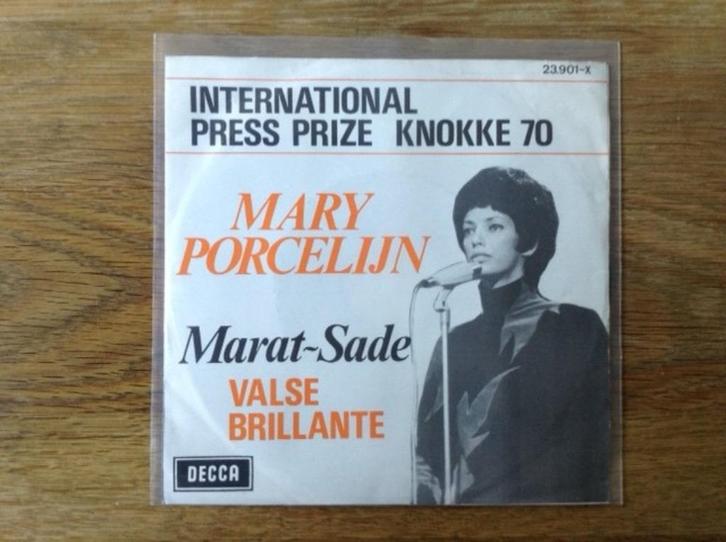 23.901-X
INTERNATIONAL
PRESS PRIZE KNOKKE 70
MARY
PORCELIJN
Marat~Sade
VALSE
BRILLANTE
DECCA